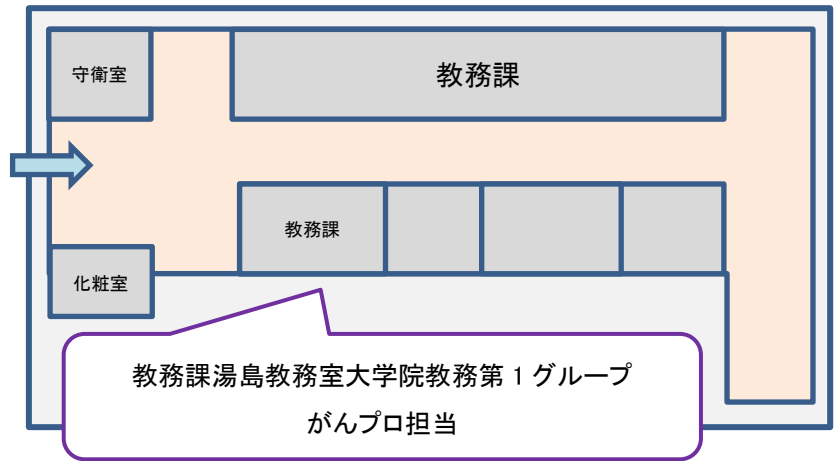 守衛室
教務課
教務課
化粧室
教務課湯島教務室大学院教務第1グループ
がんプロ担当